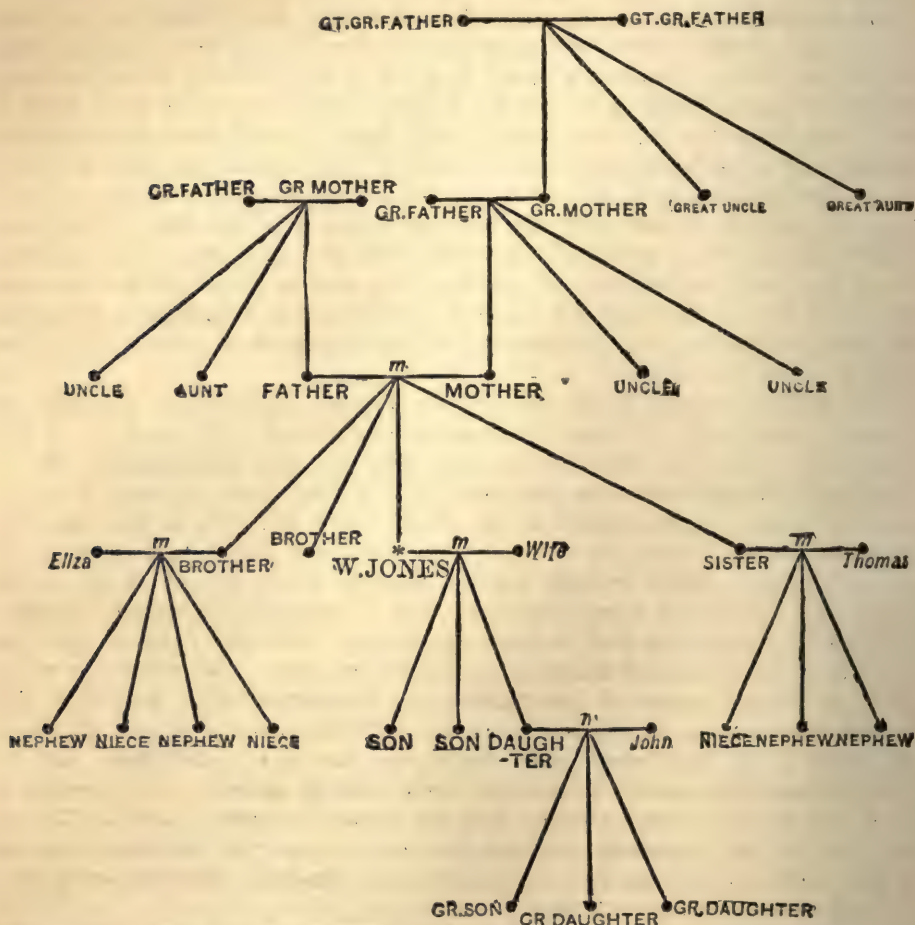 GT.GR.FATHER GT.GR.FATHER
GR.FATHER GR MOTHER GR.FATHER GR.MOTHER GREAT UNCLE GREAT AUNT
UNCLE AUNT FATHER m. MOTHER UNCLE UNCLE
Eliza m BROTHER BROTHER * W.JONES m Wife SISTER m Thomas
NEPHEW NIECE NEPHEW NIECE SON SON DAUGH m John NIECE NEPHEW NEPHEW
-TER
GR.SON GR DAUGHTER GR.DAUGHTER